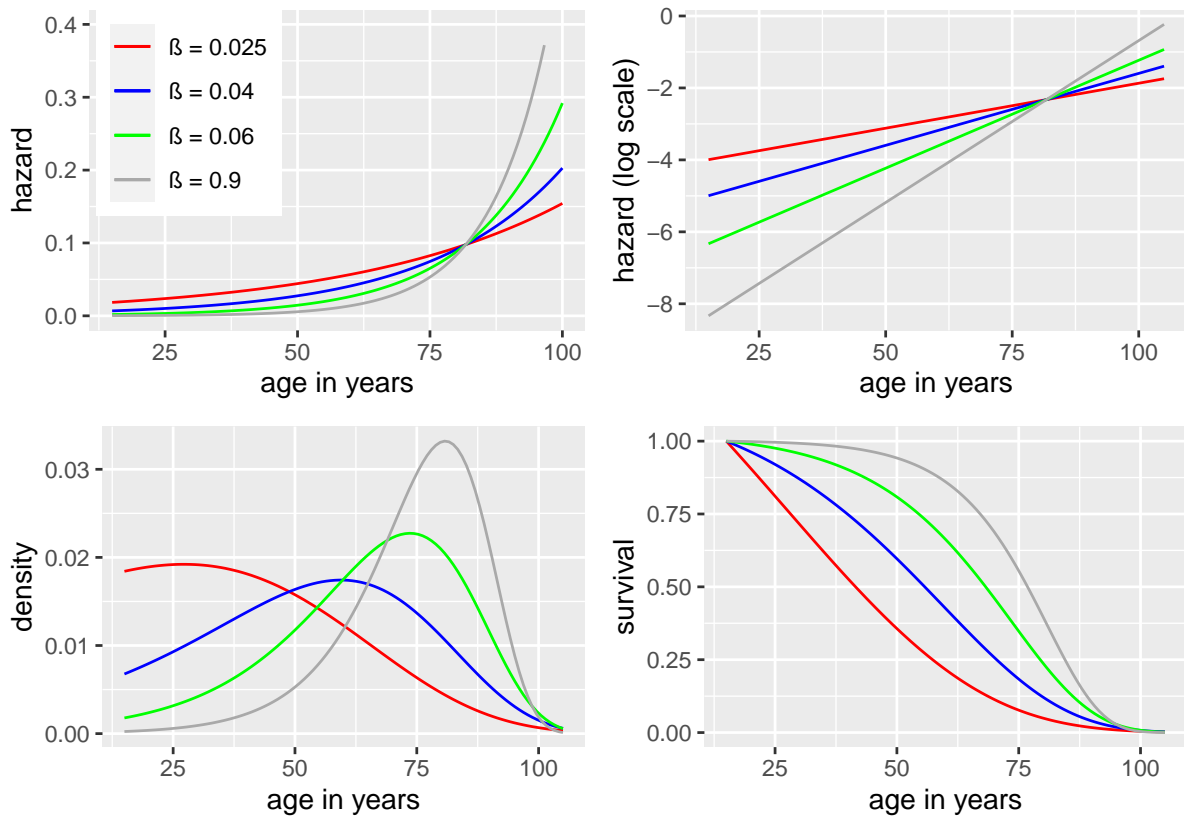 0.4
0.3
0.2
0.1
0.0
hazard
ß = 0.025
ß = 0.04
ß = 0.06
ß = 0.9
25
50
75
100
age in years
0
−2
−4
−6
−8
hazard (log scale)
25
50
75
100
age in years
0.03
0.02
0.01
0.00
density
25
50
75
100
age in years
1.00
0.75
0.50
0.25
0.00
survival
25
50
75
100
age in years